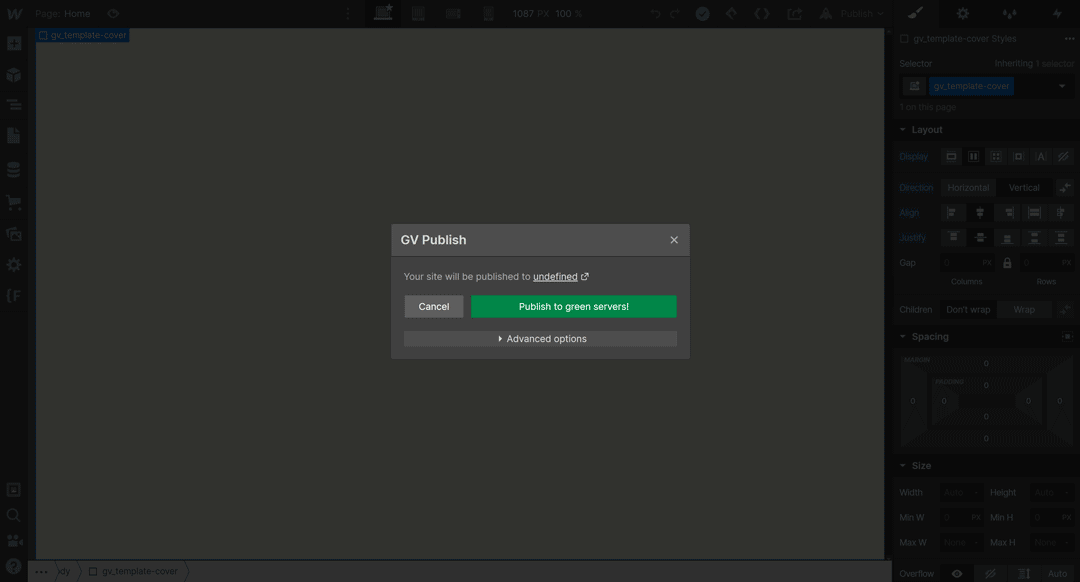 Page: Home
1087 PX 100 %
Publish
gv_template-cover
gv_template-cover Styles
Selector
Inheriting 1 selector
gv_template-cover
1 on this page
Layout
Display
Direction
Horizontal
Vertical
Align
Justify
Gap
0 PX
0 PX
Columns
Rows
Children
Don't wrap
Wrap
Spacing
MARGIN
0
PADDING
0
0
0
0
0
0
0
Size
Width
Auto -
Height
Auto -
Min W
0 PX
Min H
0 PX
Max W
None -
Max H
None -
Overflow
Auto
GV Publish
Your site will be published to undefined
Cancel
Publish to green servers!
Advanced options
dy
gv_template-cover